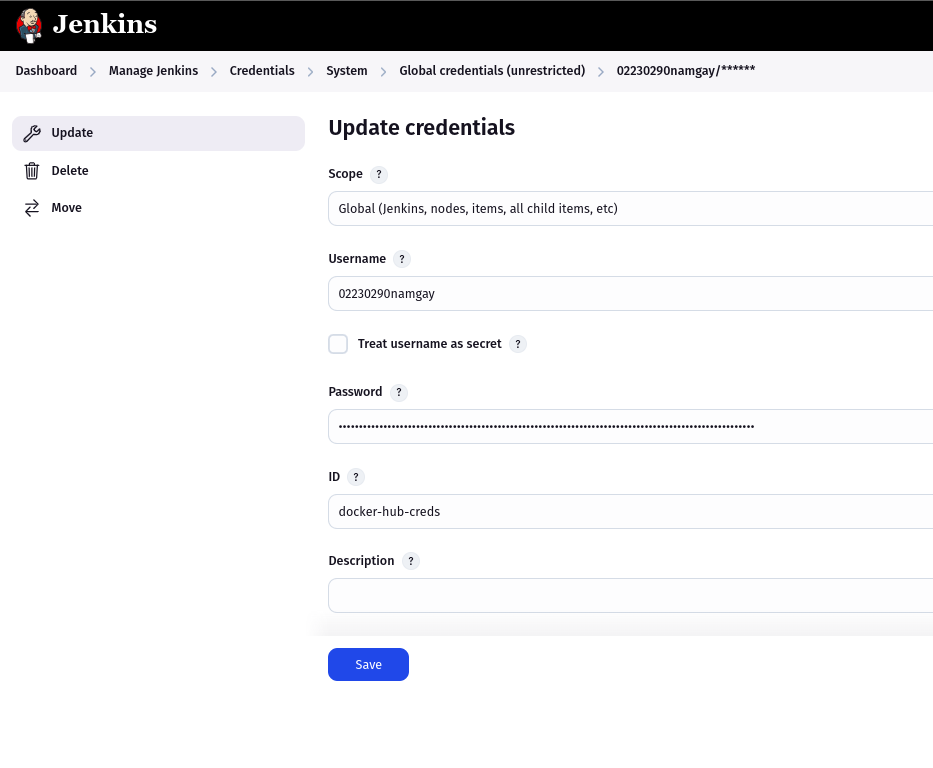 Jenkins
Dashboard > Manage Jenkins > Credentials > System > Global credentials (unrestricted) > 02230290namgay/******
Update
Delete
Move
Update credentials
Scope ?
Global (Jenkins, nodes, items, all child items, etc)
Username ?
02230290namgay
Treat username as secret ?
Password ?
ID ?
docker-hub-creds
Description ?
Save